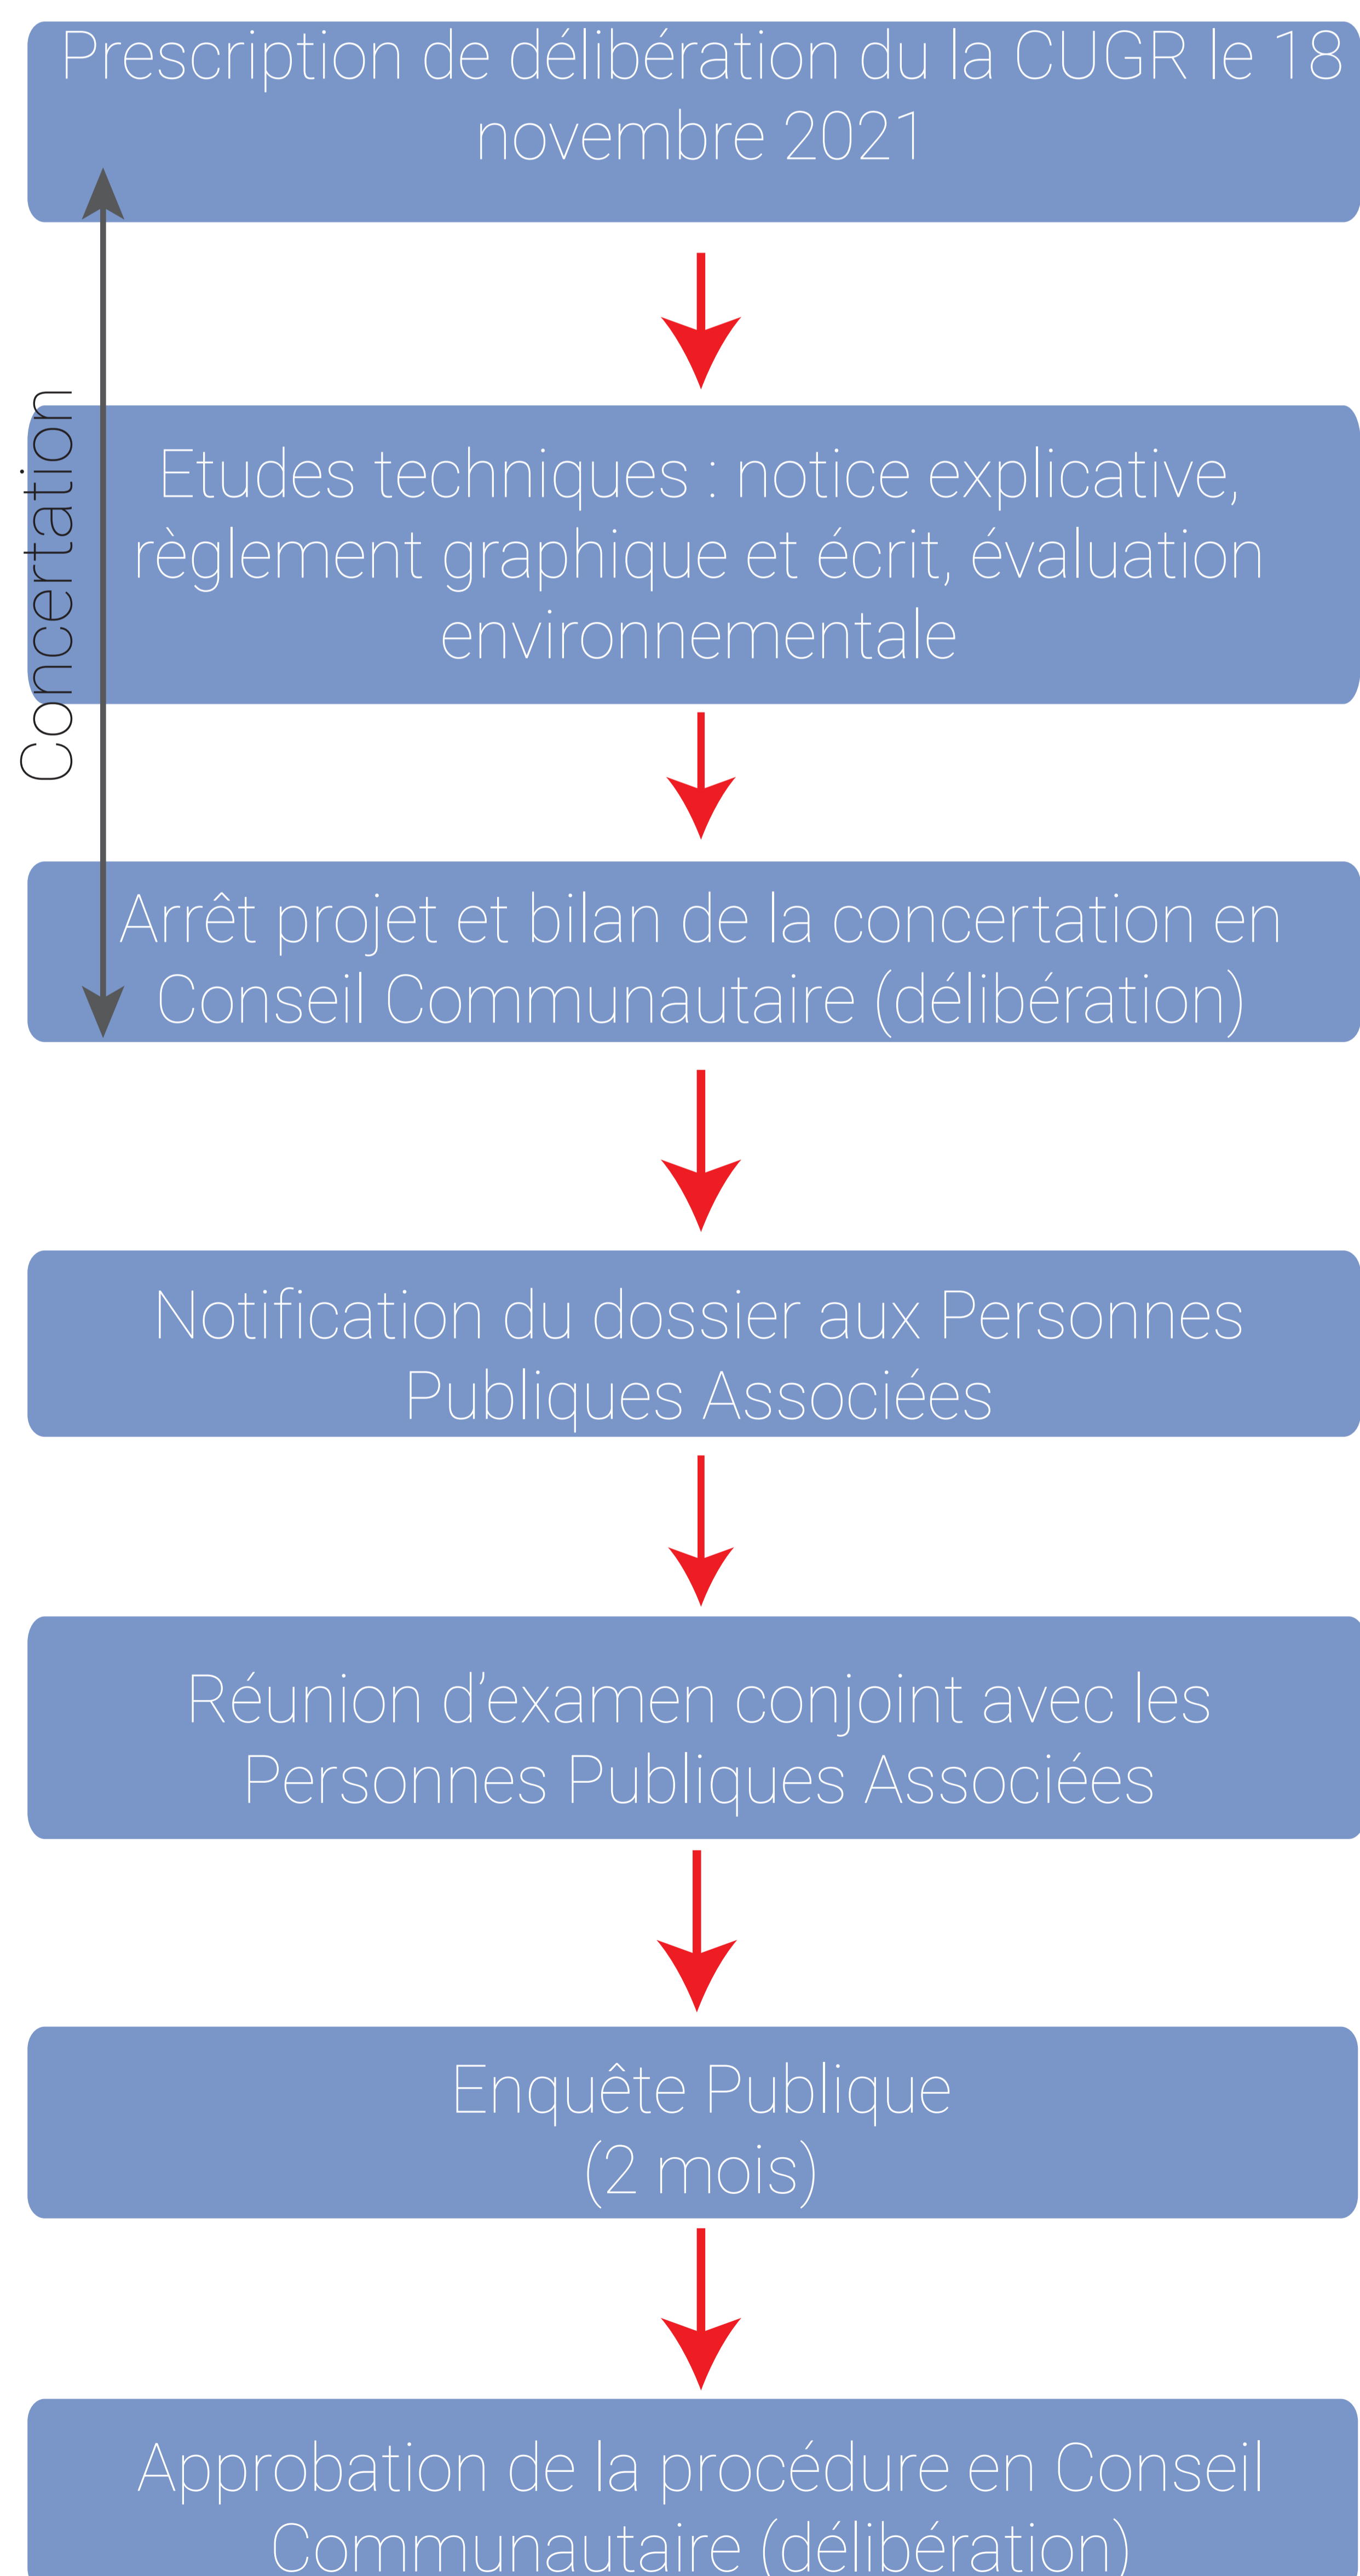 Prescription de délibération du la CUGR le 18
novembre 2021
Concertation
Etudes techniques : notice explicative,
règlement graphique et écrit, évaluation
environnementale
Arrêt projet et bilan de la concertation en
Conseil Communautaire (délibération)
Notification du dossier aux Personnes
Publiques Associées
Réunion d’examen conjoint avec les
Personnes Publiques Associées
Enquête Publique
(2 mois)
Approbation de la procédure en Conseil
Communautaire (délibération)